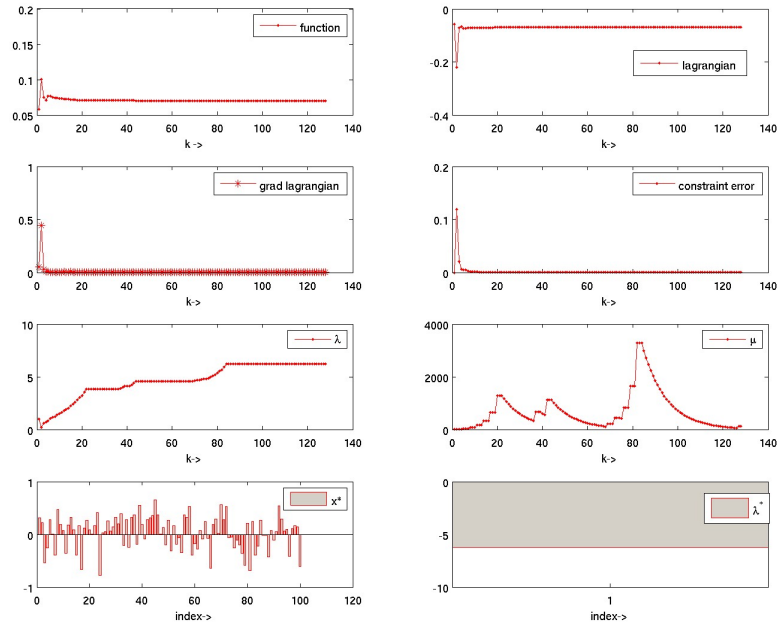 0.2
0.15
0.1
0.05
0 20 40 60 80 100 120 140
k ->
function
0
-0.2
-0.4
0 20 40 60 80 100 120 140
k ->
lagrangian
1
0.5
0
0 20 40 60 80 100 120 140
k->
grad lagrangian
0.2
0.1
0
0 20 40 60 80 100 120 140
k->
constraint error
10
5
0
0 20 40 60 80 100 120 140
k->
λ
4000
2000
0
0 20 40 60 80 100 120 140
k->
μ
1
0
-1
0 20 40 60 80 100 120
index->
x*
0
-5
-10
1
index->
λ*